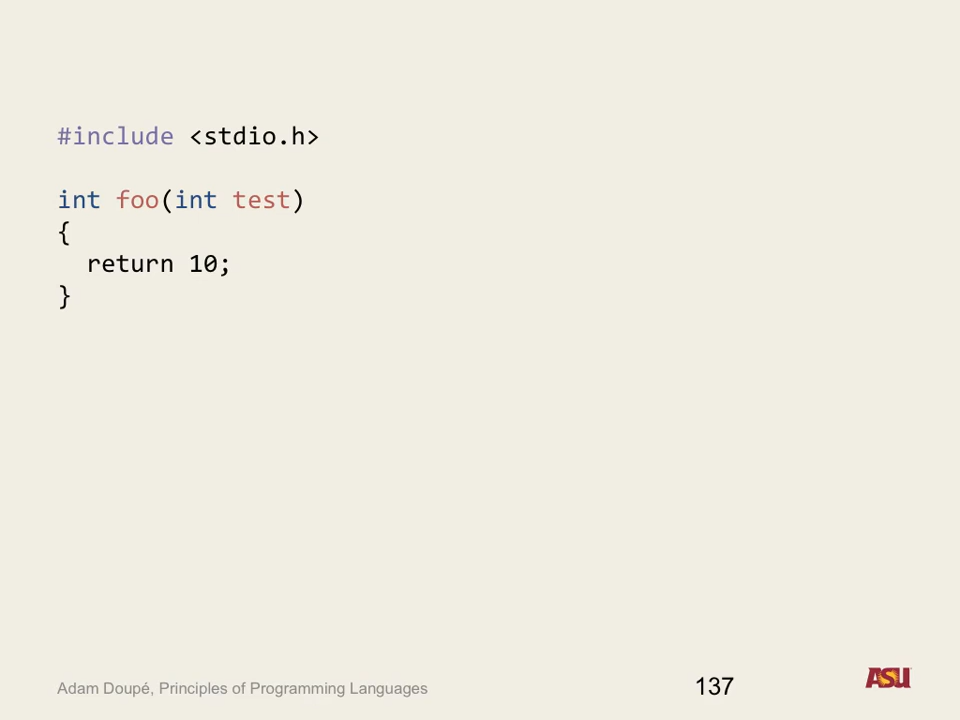 #include <stdio.h>
int foo(int test)
{
  return 10;
}
Adam Doupé, Principles of Programming Languages
137
ASU